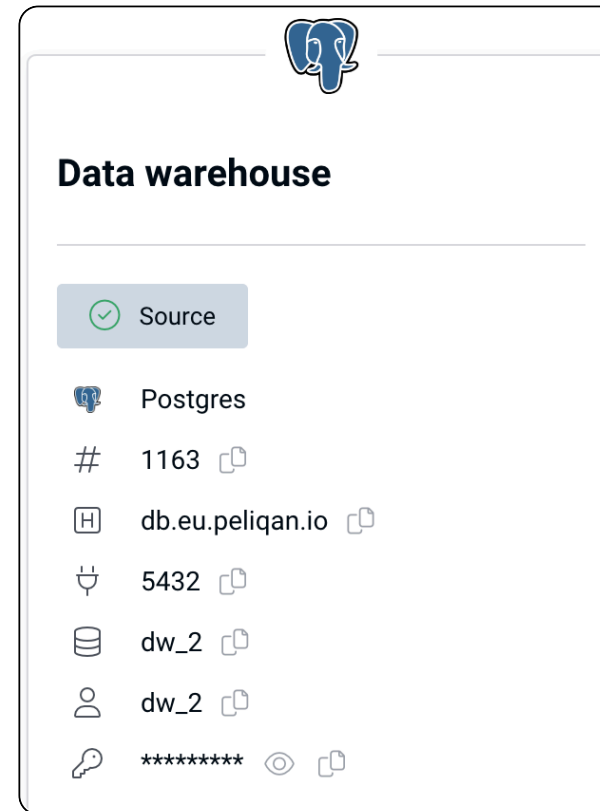 Data warehouse
Source
Postgres
# 1163
H db.eu.peliqan.io
5432
dw_2
dw_2
*********